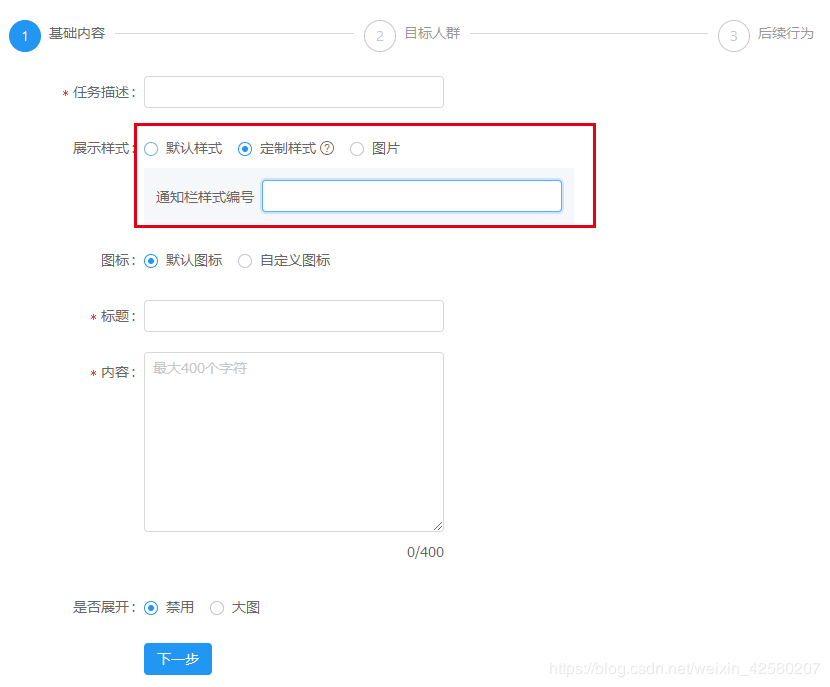 1 基础内容 2 目标人群 3 后续行为
* 任务描述:
展示样式: 默认样式 定制样式 ? 图片
通知栏样式编号
图标: 默认图标 自定义图标
* 标题:
* 内容: 最大400个字符
0/400
是否展开: 禁用 大图
下一步
https://blog.csdn.net/weixin_42580207